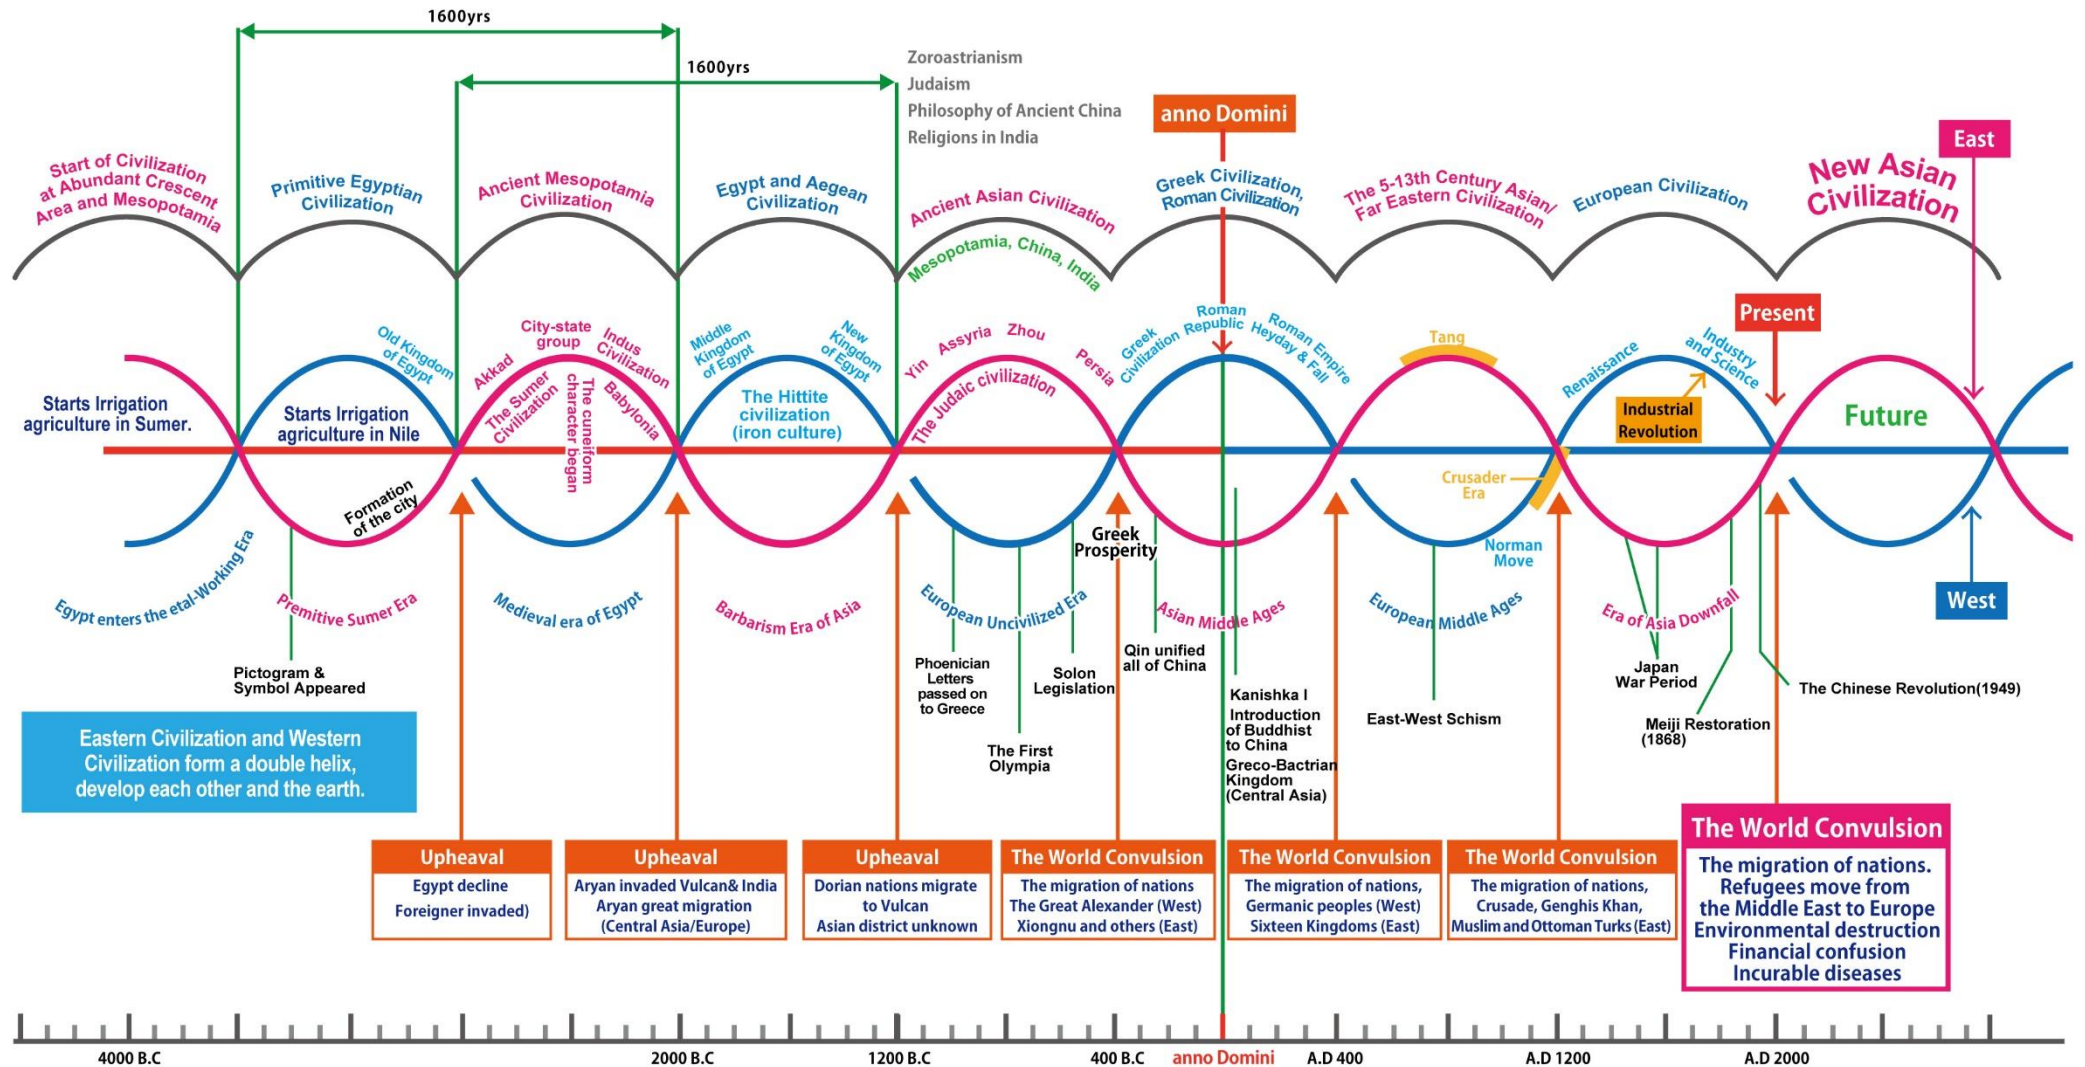 1600yrs
1600yrs
Zoroastrianism
Judaism
Philosophy of Ancient China
Religions in India
anno Domini
East
Start of Civilization
at Abundant Crescent
Area and Mesopotamia
Primitive Egyptian
Civilization
Ancient Mesopotamia
Civilization
Egypt and Aegean
Civilization
Ancient Asian Civilization
Mesopotamia, China, India
Greek Civilization,
Roman Civilization
The 5-13th Century Asian/
Far Eastern Civilization
European Civilization
New Asian
Civilization
Present
Old Kingdom
of Egypt
Akkad
City-state
group
Indus
Civilization
The Sumer
Civilization
The cuneiform
character began
Babylonia
Middle
Kingdom
of Egypt
New
Kingdom
of Egypt
Yin
Assyria
Zhou
Persia
The Judaic civilization
Greek
Civilization
Roman
Republic
Roman Empire
Heyday & Fall
Tang
Renaissance
Industry
and Science
Starts Irrigation
agriculture in Sumer.
Starts Irrigation
agriculture in Nile
The Hittite
civilization
(iron culture)
Industrial
Revolution
Future
Formation
of the city
Crusader
Era
Greek
Prosperity
Norman
Move
West
Egypt enters the etal-Working Era
Premitive Sumer Era
Medieval era of Egypt
Barbarism Era of Asia
European Uncivilized Era
Asian Middle Ages
European Middle Ages
Era of Asia Downfall
Pictogram &
Symbol Appeared
Phoenician
Letters
passed on
to Greece
The First
Olympia
Solon
Legislation
Qin unified
all of China
Kanishka I
Introduction
of Buddhist
to China
Greco-Bactrian
Kingdom
(Central Asia)
East-West Schism
Japan
War Period
Meiji Restoration
(1868)
The Chinese Revolution(1949)
Eastern Civilization and Western
Civilization form a double helix,
develop each other and the earth.
Upheaval
Egypt decline
Foreigner invaded)
Upheaval
Aryan invaded Vulcan& India
Aryan great migration
(Central Asia/Europe)
Upheaval
Dorian nations migrate
to Vulcan
Asian district unknown
The World Convulsion
The migration of nations
The Great Alexander (West)
Xiongnu and others (East)
The World Convulsion
The migration of nations,
Germanic peoples (West)
Sixteen Kingdoms (East)
The World Convulsion
The migration of nations,
Crusade, Genghis Khan,
Muslim and Ottoman Turks (East)
The World Convulsion
The migration of nations.
Refugees move from
the Middle East to Europe
Environmental destruction
Financial confusion
Incurable diseases
4000 B.C
2000 B.C
1200 B.C
400 B.C
anno Domini
A.D 400
A.D 1200
A.D 2000